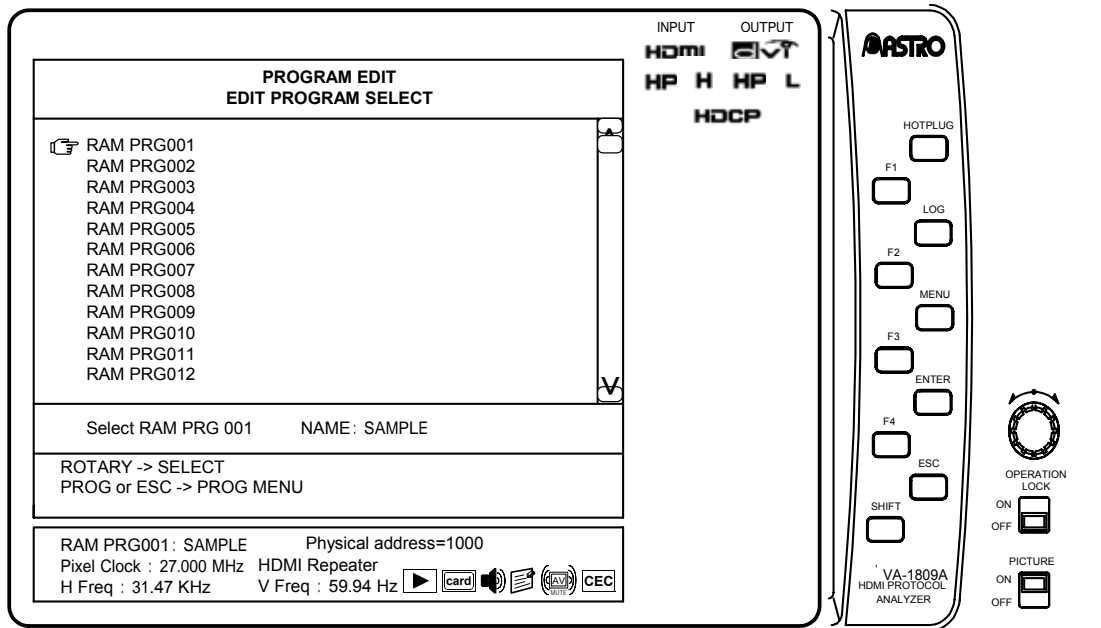 INPUT OUTPUT
HDMI DVI
HP H HP L
HDCP
PROGRAM EDIT
EDIT PROGRAM SELECT
RAM PRG001
RAM PRG002
RAM PRG003
RAM PRG004
RAM PRG005
RAM PRG006
RAM PRG007
RAM PRG008
RAM PRG009
RAM PRG010
RAM PRG011
RAM PRG012
Select RAM PRG 001 NAME: SAMPLE
ROTARY -> SELECT
PROG or ESC -> PROG MENU
RAM PRG001: SAMPLE Physical address=1000
Pixel Clock : 27.000 MHz HDMI Repeater
H Freq : 31.47 KHz V Freq : 59.94 Hz card AV MUTE CEC
ASTRO
HOTPLUG
F1
LOG
F2
MENU
F3
ENTER
F4
ESC
SHIFT
VA-1809A
HDMI PROTOCOL
ANALYZER
OPERATION
LOCK
ON
OFF
PICTURE
ON
OFF